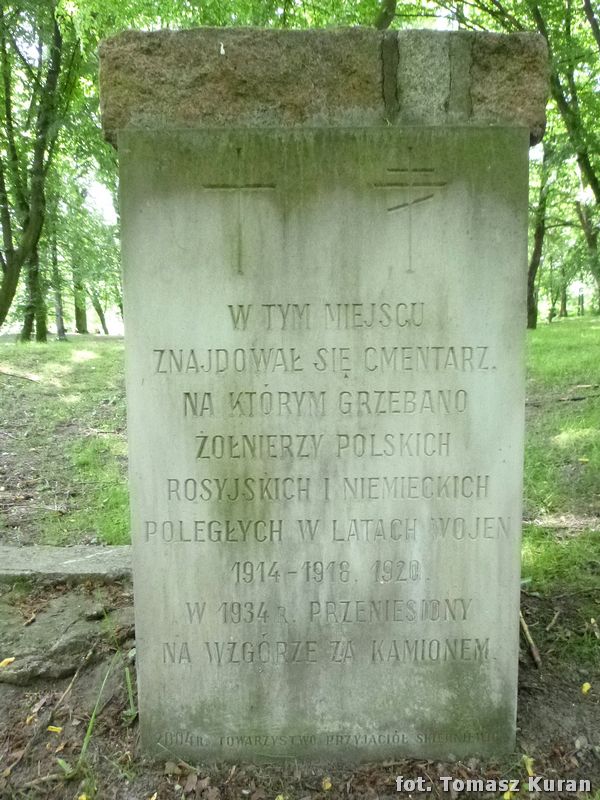 W TYM MIEJSCU
ZNAJDOWAŁ SIĘ CMENTARZ.
NA KTÓRYM GRZEBANO
ŻOŁNIERZY POLSKICH
ROSYJSKICH I NIEMIECKICH
POLEGŁYCH W LATACH WOJEN
1914-1918. 1920.
W 1934 R. PRZENIESIONY
NA WZGÓRZE ZA KAMIONEM.
2004 R. TOWARZYSTWO PRZYJACIÓŁ SKIERNIEWIC
fot. Tomasz Kuran